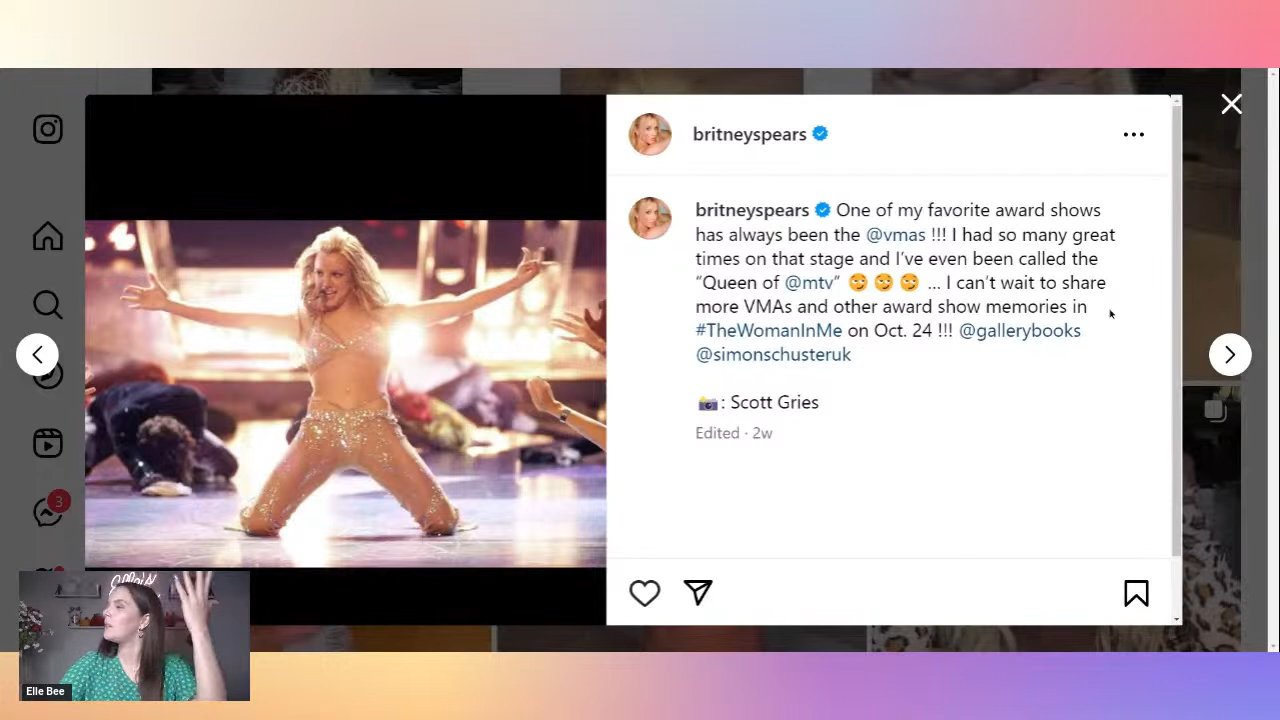 britneyspears
britneyspears One of my favorite award shows
has always been the @vmas !!! I had so many great
times on that stage and I’ve even been called the
“Queen of @mtv” 😏 😏 😏 ... I can’t wait to share
more VMAs and other award show memories in
#TheWomanInMe on Oct. 24 !!! @gallerybooks
@simonschusteruk
📸: Scott Gries
Edited · 2w
3
Elle Bee